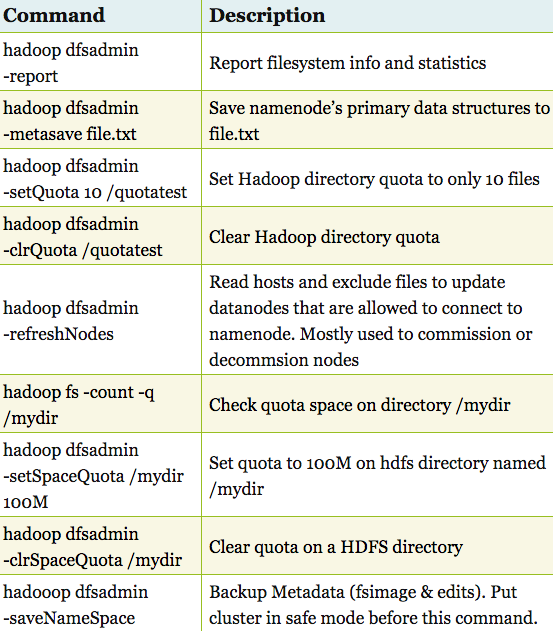 Command Description
hadoop dfsadmin
-report
Report filesystem info and statistics
hadoop dfsadmin
-metasave file.txt
Save namenode’s primary data structures to
file.txt
hadoop dfsadmin
-setQuota 10 /quotatest
Set Hadoop directory quota to only 10 files
hadoop dfsadmin
-clrQuota /quotatest
Clear Hadoop directory quota
hadoop dfsadmin
-refreshNodes
Read hosts and exclude files to update
datanodes that are allowed to connect to
namenode. Mostly used to commission or
decommsion nodes
hadoop fs -count -q
/mydir
Check quota space on directory /mydir
hadoop dfsadmin
-setSpaceQuota /mydir
100M
Set quota to 100M on hdfs directory named
/mydir
hadoop dfsadmin
-clrSpaceQuota /mydir
Clear quota on a HDFS directory
hadooop dfsadmin
-saveNameSpace
Backup Metadata (fsimage & edits). Put
cluster in safe mode before this command.